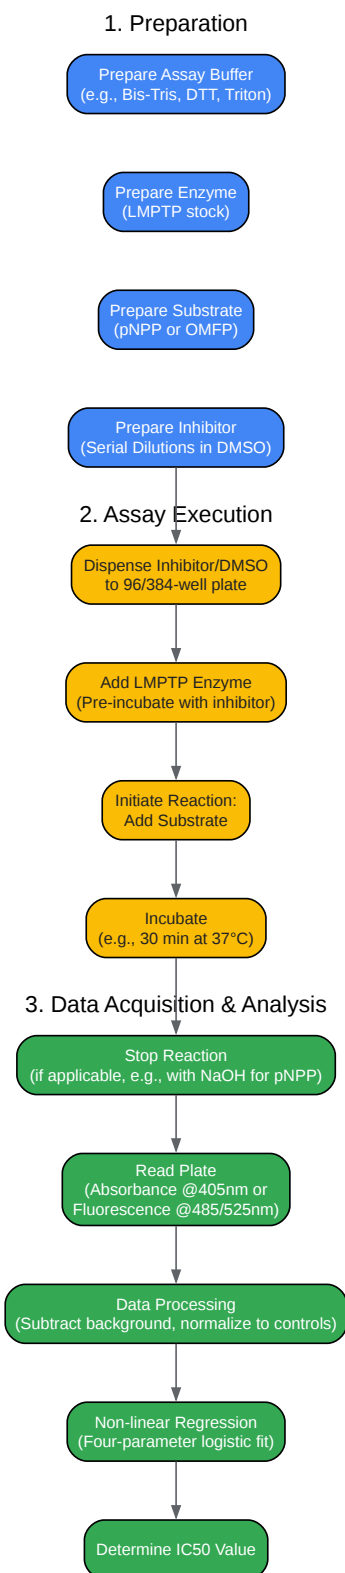 1. Preparation
Prepare Assay Buffer
(e.g., Bis-Tris, DTT, Triton)
Prepare Enzyme
(LMPTP stock)
Prepare Substrate
(pNPP or OMFP)
Prepare Inhibitor
(Serial Dilutions in DMSO)
2. Assay Execution
Dispense Inhibitor/DMSO
to 96/384-well plate
Add LMPTP Enzyme
(Pre-incubate with inhibitor)
Initiate Reaction:
Add Substrate
Incubate
(e.g., 30 min at 37°C)
3. Data Acquisition & Analysis
Stop Reaction
(if applicable, e.g., with NaOH for pNPP)
Read Plate
(Absorbance @405nm or
Fluorescence @485/525nm)
Data Processing
(Subtract background, normalize to controls)
Non-linear Regression
(Four-parameter logistic fit)
Determine IC50 Value